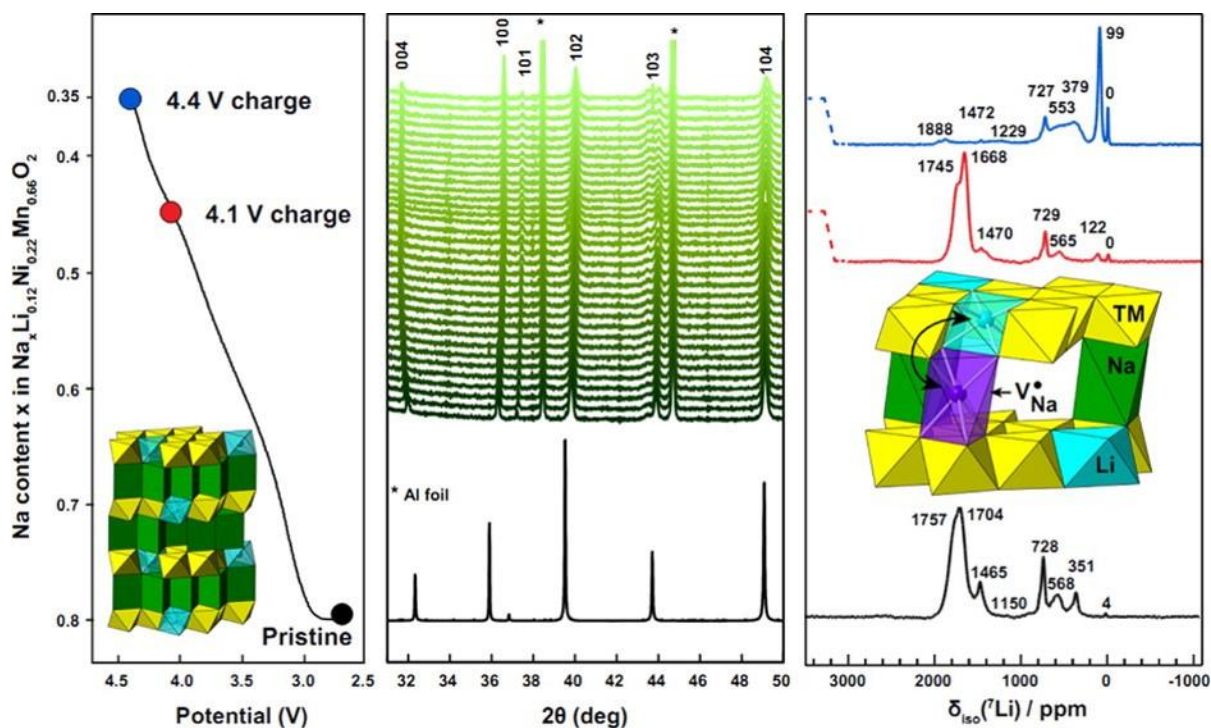 Na content x in NaxLi0.12Ni0.22Mn0.66O2
0.35
0.4
0.5
0.6
0.7
0.8
4.4 V charge
4.1 V charge
Pristine
4.5 4.0 3.5 3.0 2.5
Potential (V)
004 100 101 * 102 103 * 104
* Al foil
32 34 36 38 40 42 44 46 48 50
2θ (deg)
99
727 379 0
1888 1472 1229 553
1668
1745
1470 729 565 122 0
TM
Na
V•Na
Li
1757 1704
1465 728 351
1150 568 4
3000 2000 1000 0 -1000
δiso(7Li) / ppm